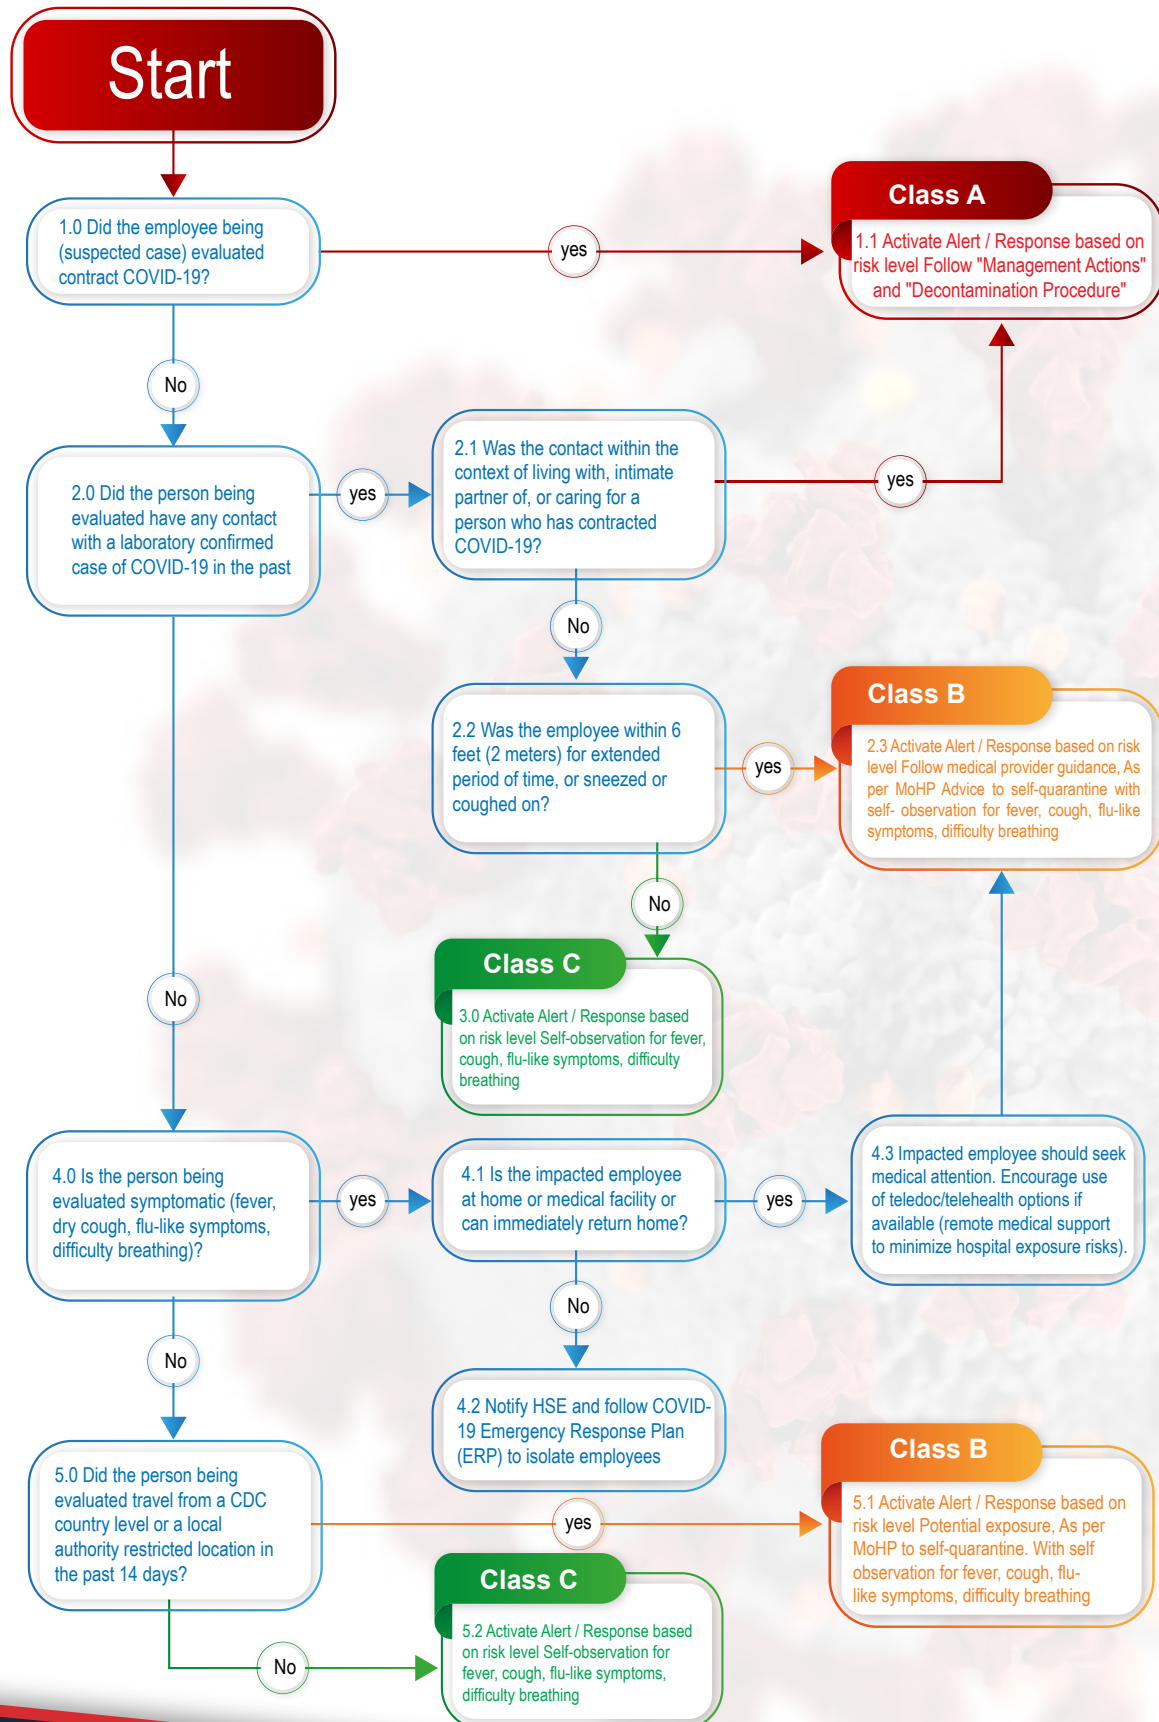 Start
1.0 Did the employee being
(suspected case) evaluated
contract COVID-19?
yes
Class A
1.1 Activate Alert / Response based on
risk level Follow "Management Actions"
and "Decontamination Procedure"
No
2.0 Did the person being
evaluated have any contact
with a laboratory confirmed
case of COVID-19 in the past
yes
2.1 Was the contact within the
context of living with, intimate
partner of, or caring for a
person who has contracted
COVID-19?
yes
No
2.2 Was the employee within 6
feet (2 meters) for extended
period of time, or sneezed or
coughed on?
yes
Class B
2.3 Activate Alert / Response based on risk
level Follow medical provider guidance, As
per MoHP Advice to self-quarantine with
self- observation for fever, cough, flu-like
symptoms, difficulty breathing
No
Class C
3.0 Activate Alert / Response based
on risk level Self-observation for fever,
cough, flu-like symptoms, difficulty
breathing
No
4.0 Is the person being
evaluated symptomatic (fever,
dry cough, flu-like symptoms,
difficulty breathing)?
yes
4.1 Is the impacted employee
at home or medical facility or
can immediately return home?
yes
4.3 Impacted employee should seek
medical attention. Encourage use
of teledoc/telehealth options if
available (remote medical support
to minimize hospital exposure risks).
No
4.2 Notify HSE and follow COVID-
19 Emergency Response Plan
(ERP) to isolate employees
No
5.0 Did the person being
evaluated travel from a CDC
country level or a local
authority restricted location in
the past 14 days?
yes
Class B
5.1 Activate Alert / Response based on
risk level Potential exposure, As per
MoHP to self-quarantine. With self
observation for fever, cough, flu-
like symptoms, difficulty breathing
No
Class C
5.2 Activate Alert / Response based
on risk level Self-observation for
fever, cough, flu-like symptoms,
difficulty breathing